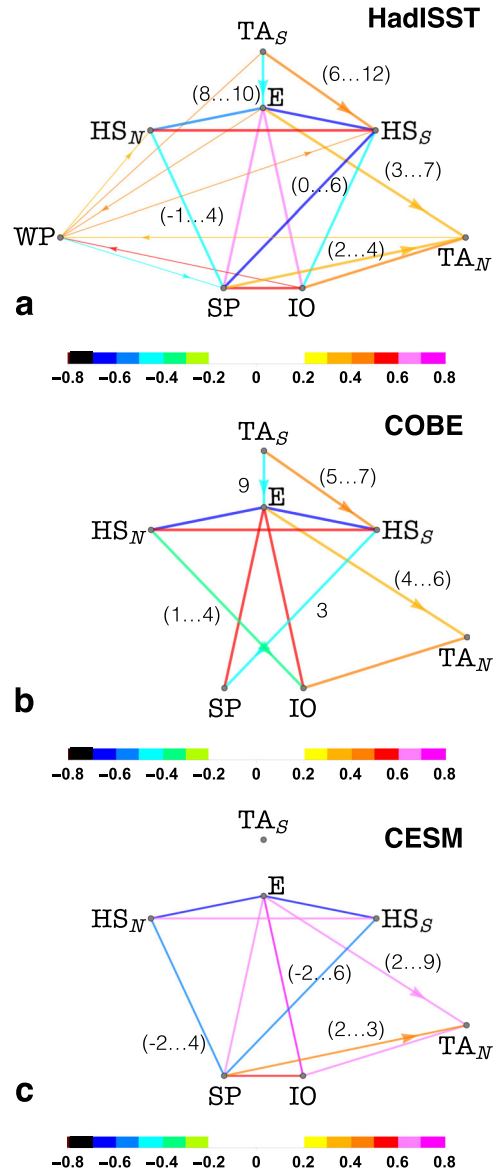 HadISST
TA_S
(6...12)
(8...10)
E
HS_N
HS_S
(0...6)
(3...7)
(-1...4)
WP
(2...4)
TA_N
SP
IO
a
−0.8 −0.6 −0.4 −0.2 0 0.2 0.4 0.6 0.8
COBE
TA_S
9
E
(5...7)
HS_N
HS_S
(4...6)
(1...4)
3
TA_N
SP
IO
b
−0.8 −0.6 −0.4 −0.2 0 0.2 0.4 0.6 0.8
CESM
TA_S
E
HS_N
HS_S
(-2...6)
(2...9)
(-2...4)
(2...3)
TA_N
SP
IO
c
−0.8 −0.6 −0.4 −0.2 0 0.2 0.4 0.6 0.8